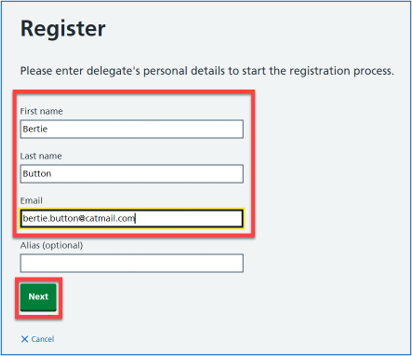 Register
Please enter delegate's personal details to start the registration process.
First name
Bertie
Last name
Button
Email
bertie.button@catmail.com
Alias (optional)
Next
Cancel